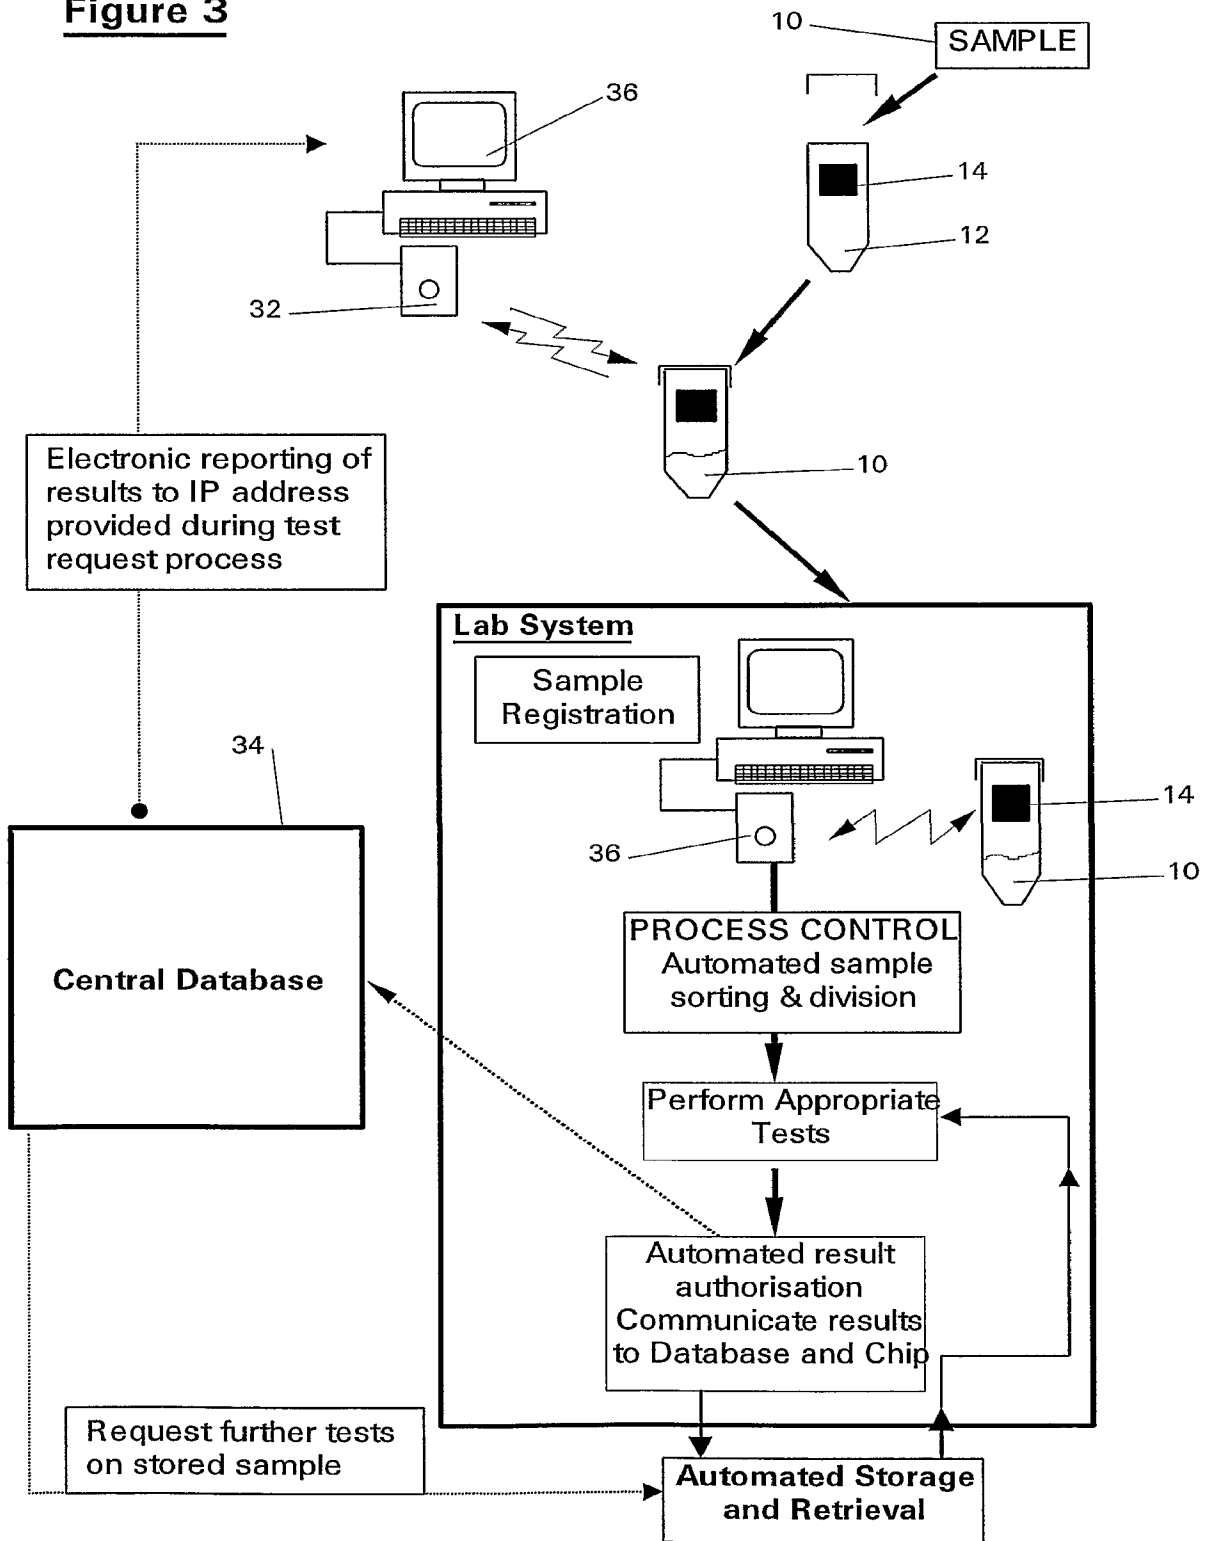 Figure 3
10
SAMPLE
36
14
12
32
10
Electronic reporting of
results to IP address
provided during test
request process
Lab System
Sample
Registration
34
14
36
10
PROCESS CONTROL
Automated sample
sorting & division
Central Database
Perform Appropriate
Tests
Automated result
authorisation
Communicate results
to Database and Chip
Request further tests
on stored sample
Automated Storage
and Retrieval